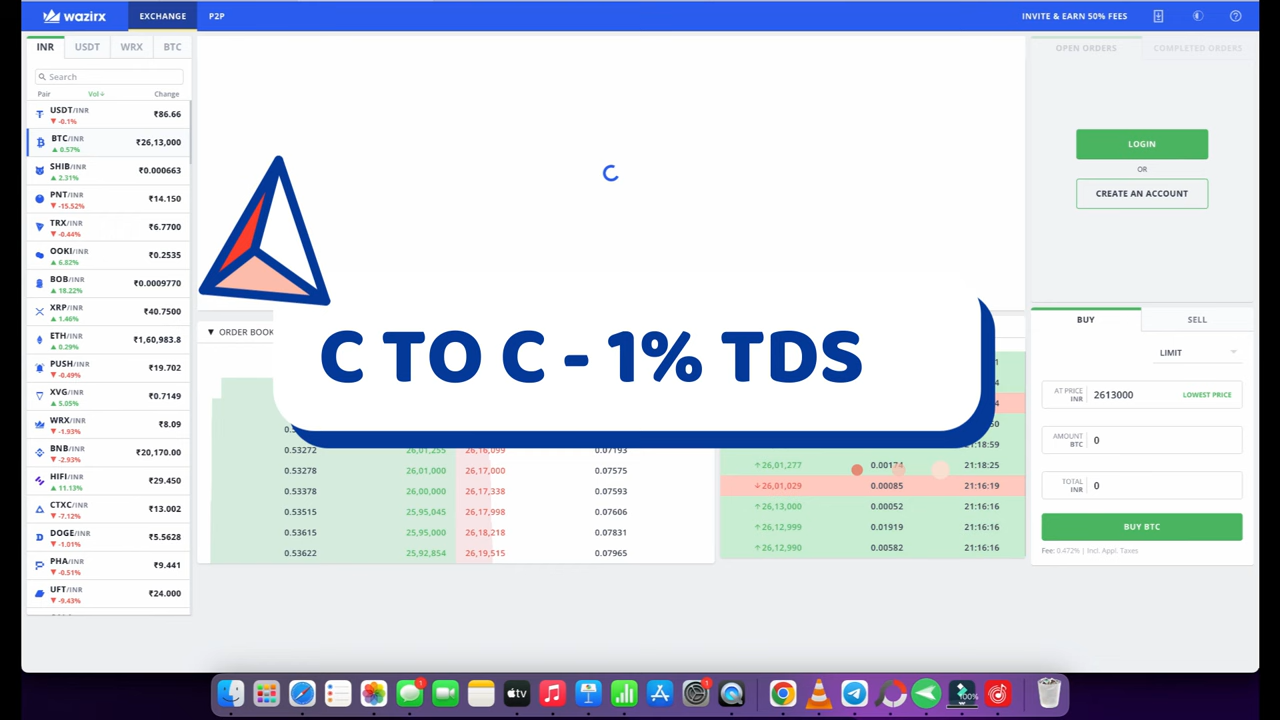 wazirx
EXCHANGE
P2P
INVITE & EARN 50% FEES
INR
USDT
WRX
BTC
Search
Pair
Vol↓
Change
USDT/INR
▼ -0.1%
₹86.66
BTC/INR
▲ 0.57%
₹26,13,000
SHIB/INR
▲ 2.31%
₹0.000663
PNT/INR
▼ -15.52%
₹14.150
TRX/INR
▼ -0.44%
₹6.7700
OOKI/INR
▲ 6.82%
₹0.2535
BOB/INR
▲ 18.22%
₹0.0009770
XRP/INR
▲ 1.46%
₹40.7500
ETH/INR
▲ 0.29%
₹1,60,983.8
PUSH/INR
▼ -0.49%
₹19.702
XVG/INR
▲ 5.05%
₹0.7149
WRX/INR
▼ -1.93%
₹8.09
BNB/INR
▼ -2.93%
₹20,170.00
HIFI/INR
▲ 11.13%
₹29.450
CTXC/INR
▼ -7.12%
₹13.002
DOGE/INR
▼ -1.01%
₹5.5628
PHA/INR
▼ -0.51%
₹9.441
UFT/INR
▼ -9.43%
₹24.000
▼ ORDER BOOK
C TO C - 1% TDS
0.53272 26,01,255 26,16,099 0.07193
0.53278 26,01,000 26,17,000 0.07575
0.53378 26,00,000 26,17,338 0.07593
0.53515 25,95,045 26,17,998 0.07606
0.53615 25,95,000 26,18,218 0.07831
0.53622 25,92,854 26,19,515 0.07965
21:18:59
↑26,01,277 0.00174 21:18:25
↓26,01,029 0.00085 21:16:19
↑26,13,000 0.00052 21:16:16
↑26,12,999 0.01919 21:16:16
↑26,12,990 0.00582 21:16:16
OPEN ORDERS
COMPLETED ORDERS
LOGIN
OR
CREATE AN ACCOUNT
BUY
SELL
LIMIT
AT PRICE
INR
2613000
LOWEST PRICE
AMOUNT
BTC
0
TOTAL
INR
0
BUY BTC
Fee: 0.472% | Incl. Appl. Taxes
1
tv
1
100%